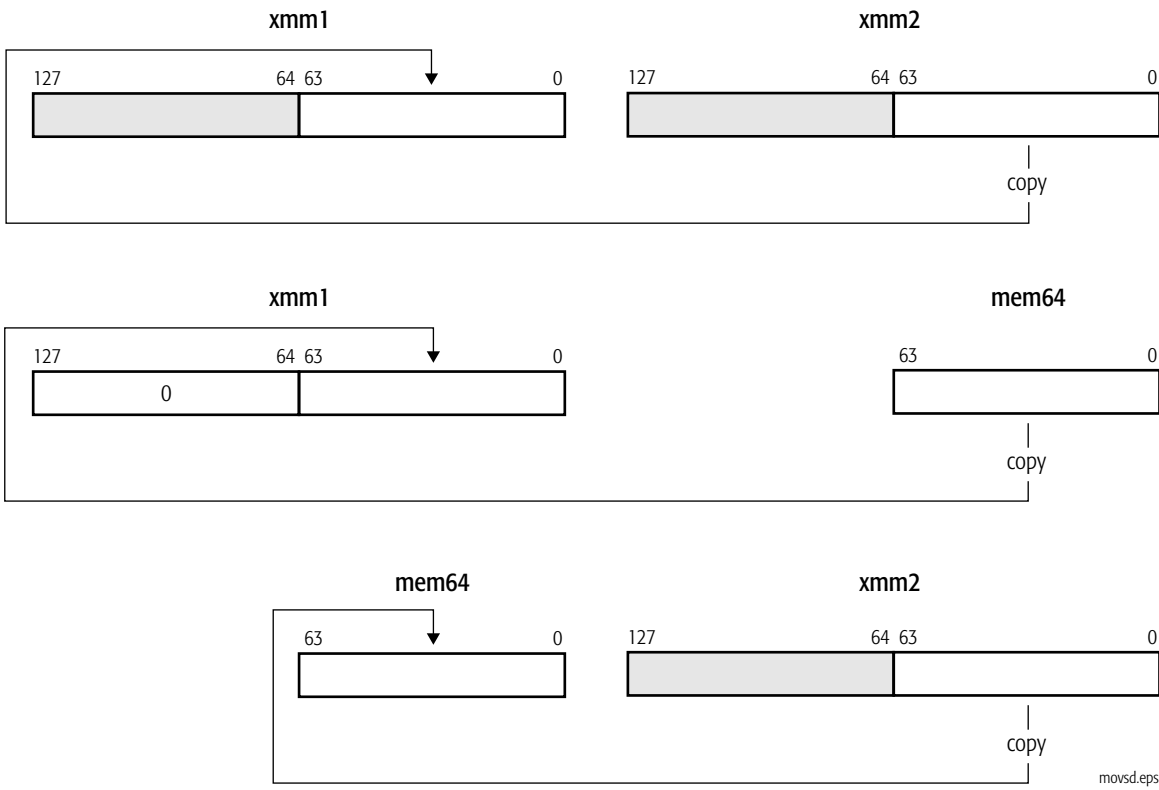 xmm1 xmm2
127 64 63 0 127 64 63 0
copy
xmm1 mem64
127 64 63 0 63 0
0
copy
mem64 xmm2
63 0 127 64 63 0
copy
movsd.eps